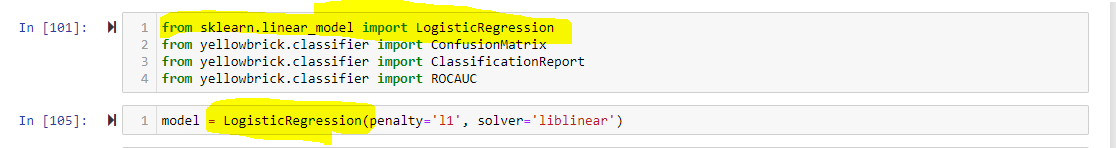 In [101]:
1 from sklearn.linear_model import LogisticRegression
2 from yellowbrick.classifier import ConfusionMatrix
3 from yellowbrick.classifier import ClassificationReport
4 from yellowbrick.classifier import ROCAUC
In [105]:
1 model = LogisticRegression(penalty='l1', solver='liblinear')